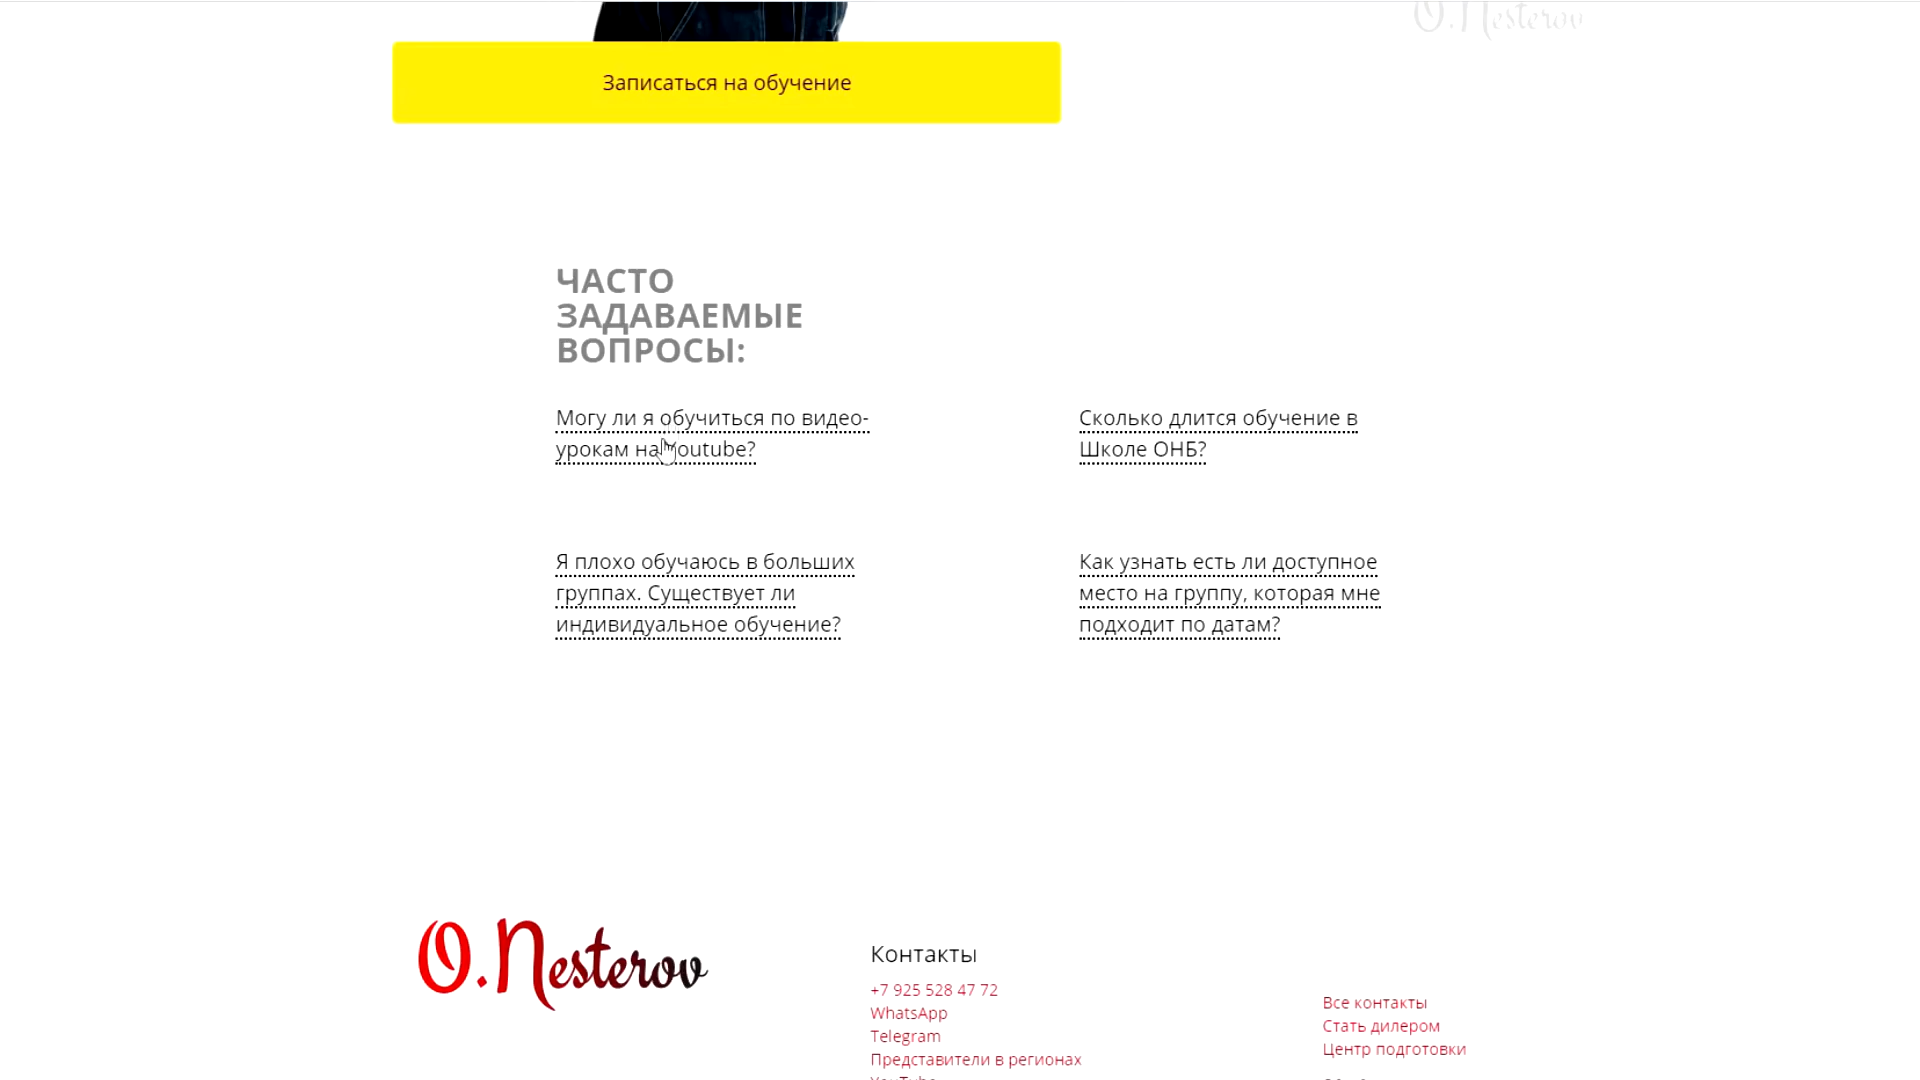 O.Nesterov
Записаться на обучение
ЧАСТО
ЗАДАВАЕМЫЕ
ВОПРОСЫ:
Могу ли я обучиться по видео-
урокам на Youtube?
Сколько длится обучение в
Школе ОНБ?
Я плохо обучаюсь в больших
группах. Существует ли
индивидуальное обучение?
Как узнать есть ли доступное
место на группу, которая мне
подходит по датам?
O.Nesterov
Контакты
+7 925 528 47 72
WhatsApp
Telegram
Представители в регионах
YouTube
Все контакты
Стать дилером
Центр подготовки